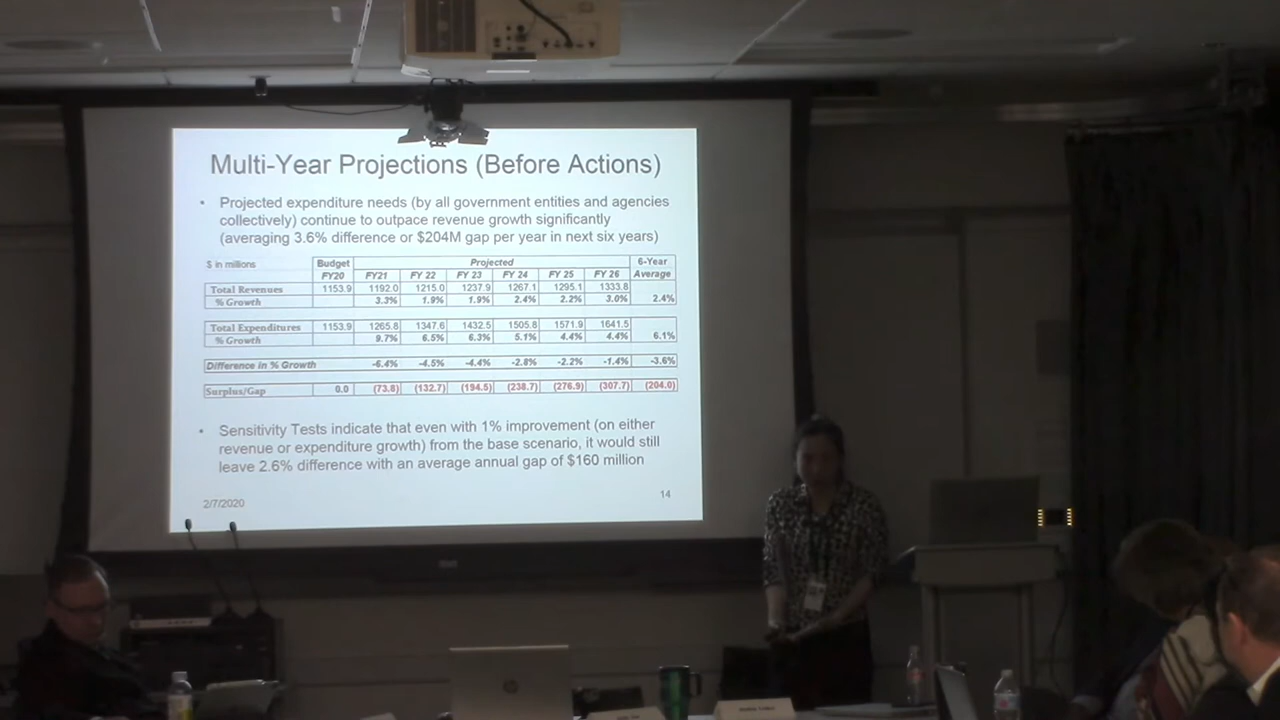 Multi-Year Projections (Before Actions)
• Projected expenditure needs (by all government entities and agencies
collectively) continue to outpace revenue growth significantly
(averaging 3.6% difference or $204M gap per year in next six years)
$ in millions Budget Projected 6-Year
FY20 FY21 FY 22 FY 23 FY 24 FY 25 FY 26 Average
Total Revenues 1153.9 1192.0 1215.0 1237.9 1267.1 1295.1 1333.8
% Growth 3.3% 1.9% 1.9% 2.4% 2.2% 3.0% 2.4%
Total Expenditures 1153.9 1265.8 1347.6 1432.5 1505.8 1571.9 1641.5
% Growth 9.7% 6.5% 6.3% 5.1% 4.4% 4.4% 6.1%
Difference in % Growth -6.4% -4.5% -4.4% -2.8% -2.2% -1.4% -3.6%
Surplus/Gap 0.0 (73.8) (132.7) (194.5) (238.7) (276.9) (307.7) (204.0)
• Sensitivity Tests indicate that even with 1% improvement (on either
revenue or expenditure growth) from the base scenario, it would still
leave 2.6% difference with an average annual gap of $160 million
2/7/2020 14
hp